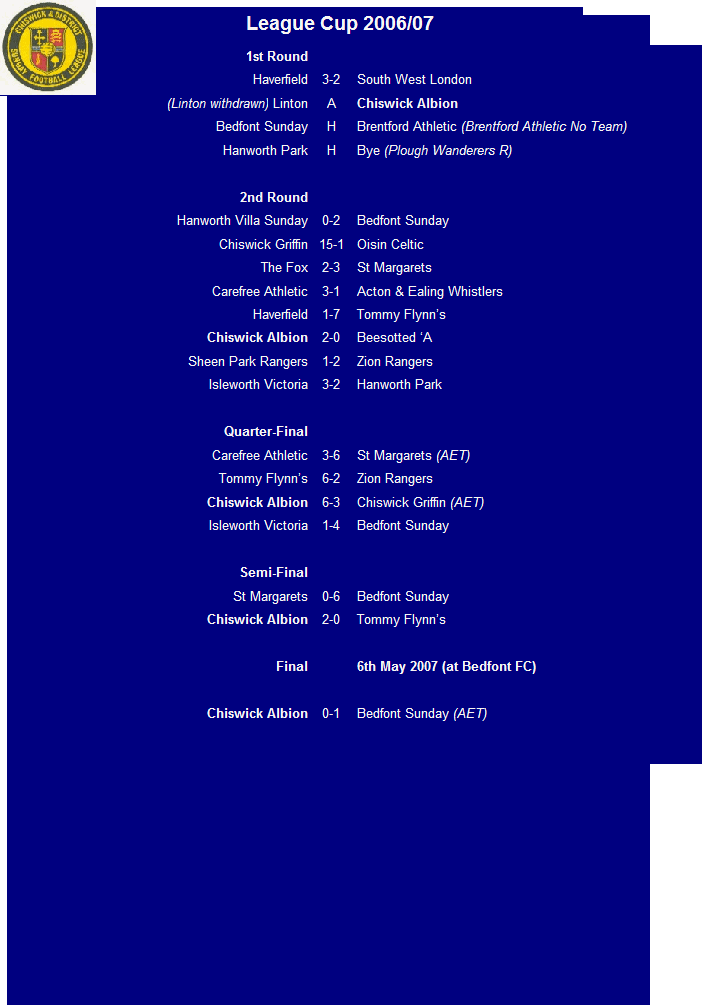 CHISWICK & DISTRICT
SUNDAY FOOTBALL LEAGUE
League Cup 2006/07
1st Round
Haverfield 3-2 South West London
(Linton withdrawn) Linton A Chiswick Albion
Bedfont Sunday H Brentford Athletic (Brentford Athletic No Team)
Hanworth Park H Bye (Plough Wanderers R)
2nd Round
Hanworth Villa Sunday 0-2 Bedfont Sunday
Chiswick Griffin 15-1 Oisin Celtic
The Fox 2-3 St Margarets
Carefree Athletic 3-1 Acton & Ealing Whistlers
Haverfield 1-7 Tommy Flynn’s
Chiswick Albion 2-0 Beesotted ‘A
Sheen Park Rangers 1-2 Zion Rangers
Isleworth Victoria 3-2 Hanworth Park
Quarter-Final
Carefree Athletic 3-6 St Margarets (AET)
Tommy Flynn’s 6-2 Zion Rangers
Chiswick Albion 6-3 Chiswick Griffin (AET)
Isleworth Victoria 1-4 Bedfont Sunday
Semi-Final
St Margarets 0-6 Bedfont Sunday
Chiswick Albion 2-0 Tommy Flynn’s
Final 6th May 2007 (at Bedfont FC)
Chiswick Albion 0-1 Bedfont Sunday (AET)